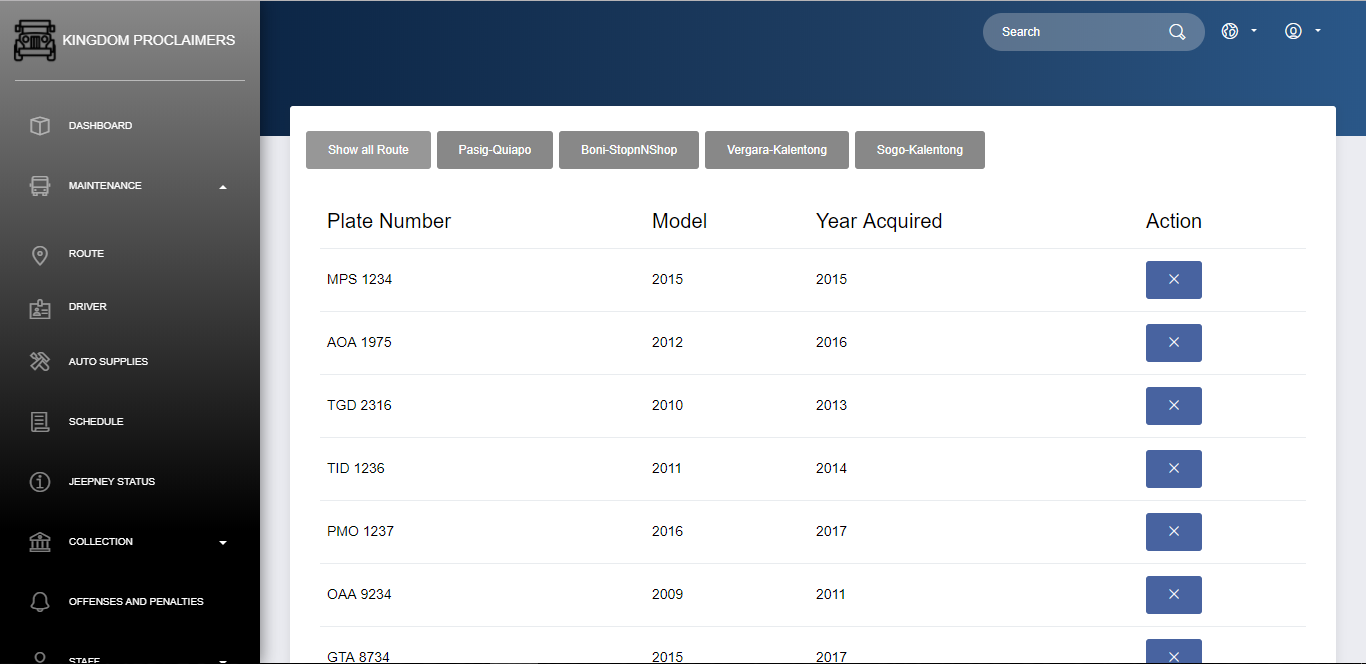 KINGDOM PROCLAIMERS
DASHBOARD
MAINTENANCE
ROUTE
DRIVER
AUTO SUPPLIES
SCHEDULE
JEEPNEY STATUS
COLLECTION
OFFENSES AND PENALTIES
STAFF
Search
Show all Route Pasig-Quiapo Boni-StopnNShop Vergara-Kalentong Sogo-Kalentong
Plate Number Model Year Acquired Action
MPS 1234 2015 2015
AOA 1975 2012 2016
TGD 2316 2010 2013
TID 1236 2011 2014
PMO 1237 2016 2017
OAA 9234 2009 2011
GTA 8734 2015 2017